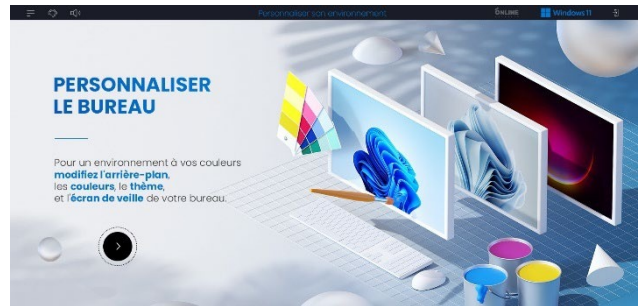 Personnaliser son environnement
ONLINE
Windows 11
PERSONNALISER
LE BUREAU
Pour un environnement à vos couleurs
modifiez l'arrière-plan,
les couleurs, le thème,
et l'écran de veille de votre bureau.